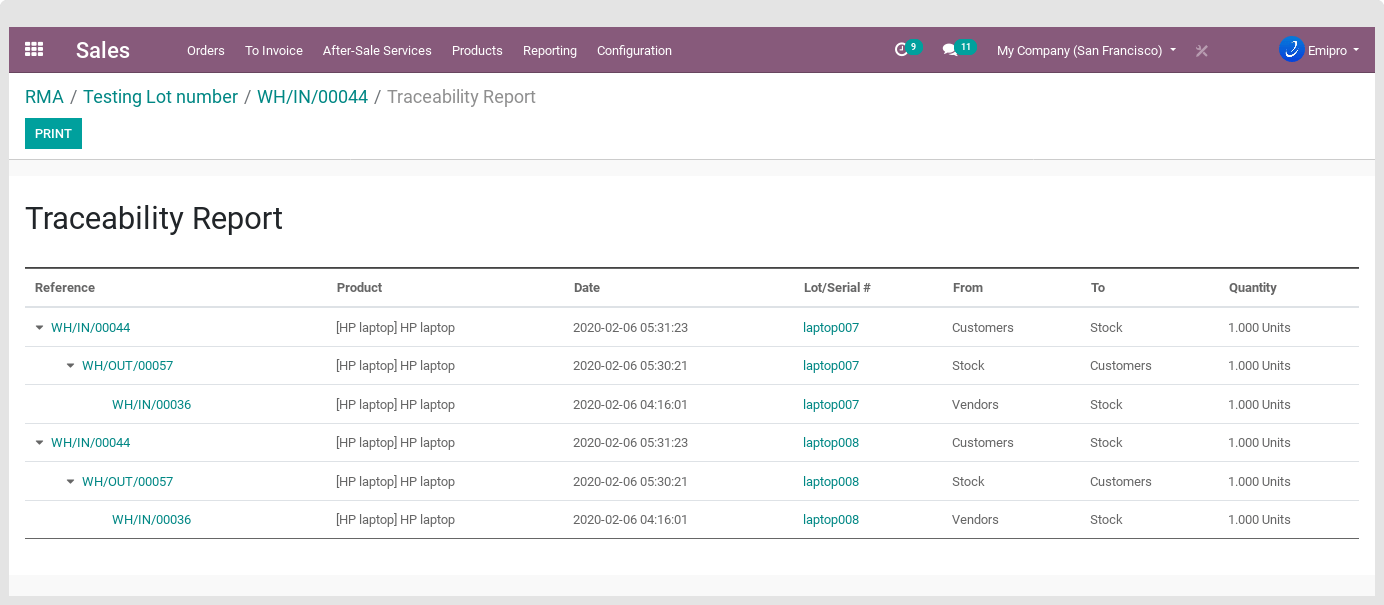 Sales Orders To Invoice After-Sale Services Products Reporting Configuration 9 11 My Company (San Francisco) Emipro
RMA / Testing Lot number / WH/IN/00044 / Traceability Report
PRINT
Traceability Report
Reference Product Date Lot/Serial # From To Quantity
WH/IN/00044 [HP laptop] HP laptop 2020-02-06 05:31:23 laptop007 Customers Stock 1.000 Units
WH/OUT/00057 [HP laptop] HP laptop 2020-02-06 05:30:21 laptop007 Stock Customers 1.000 Units
WH/IN/00036 [HP laptop] HP laptop 2020-02-06 04:16:01 laptop007 Vendors Stock 1.000 Units
WH/IN/00044 [HP laptop] HP laptop 2020-02-06 05:31:23 laptop008 Customers Stock 1.000 Units
WH/OUT/00057 [HP laptop] HP laptop 2020-02-06 05:30:21 laptop008 Stock Customers 1.000 Units
WH/IN/00036 [HP laptop] HP laptop 2020-02-06 04:16:01 laptop008 Vendors Stock 1.000 Units